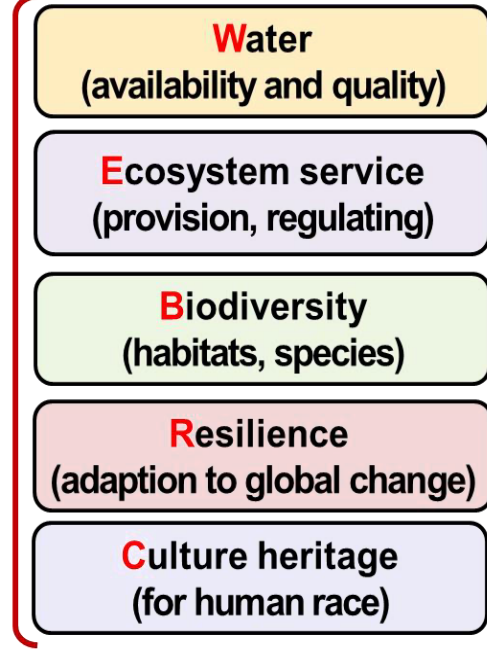 Water
(availability and quality)
Ecosystem service
(provision, regulating)
Biodiversity
(habitats, species)
Resilience
(adaption to global change)
Culture heritage
(for human race)